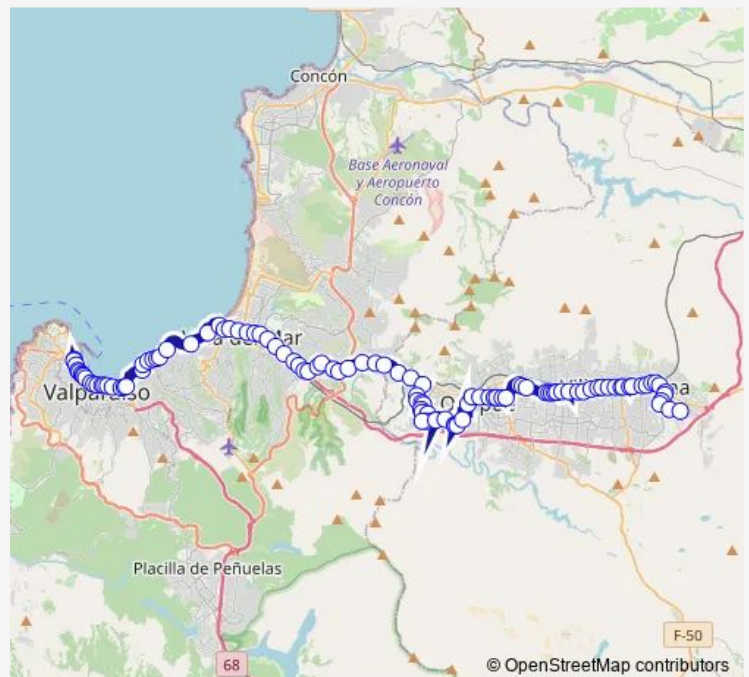 Concón
Base Aeronaval
y Aeropuerto
Concón
Valparaíso
Placilla de Peñuelas
F-50
68
© OpenStreetMap contributors